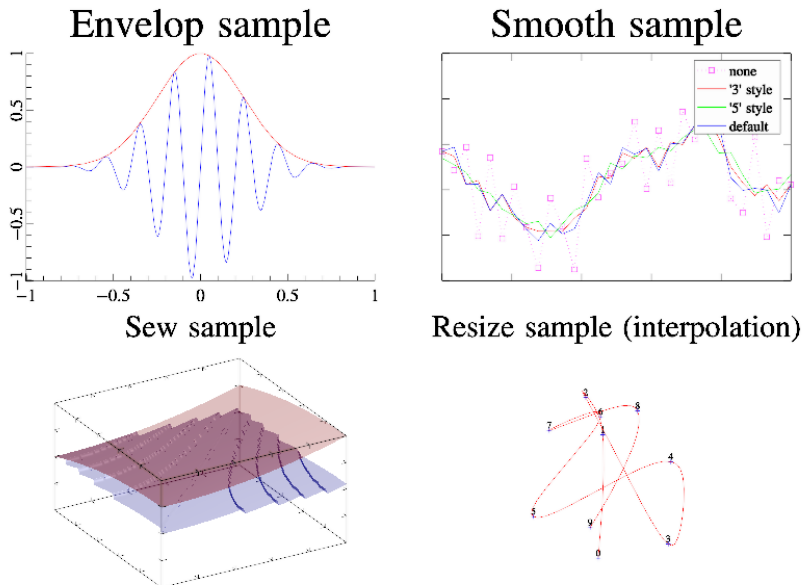 Envelop sample
1
0.5
0
−0.5
−1
−1
−0.5
0
0.5
1
Smooth sample
none
'3' style
'5' style
default
Sew sample
Resize sample (interpolation)
2
6
8
7
1
4
5
9
3
0